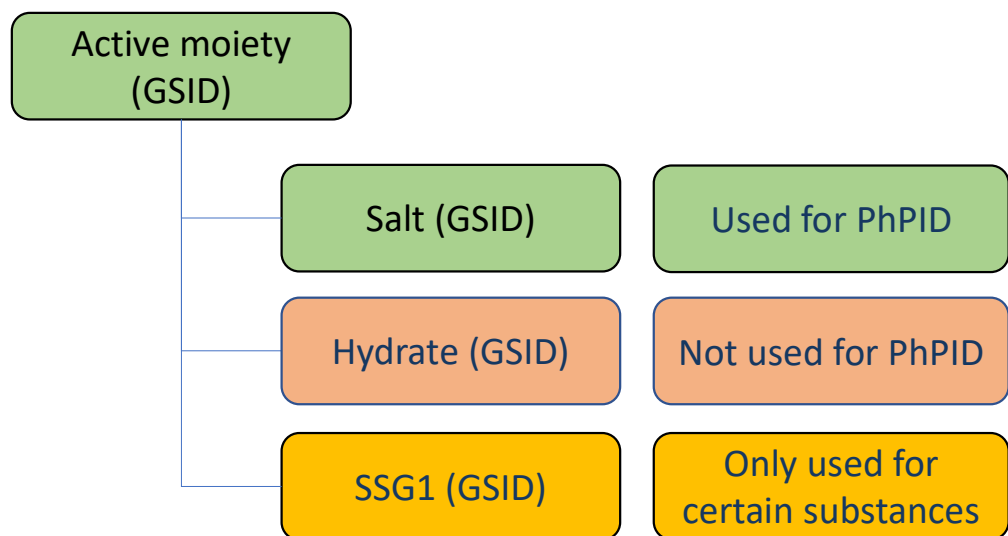 Active moiety
(GSID)
Salt (GSID)
Used for PhPID
Hydrate (GSID)
Not used for PhPID
SSG1 (GSID)
Only used for
certain substances